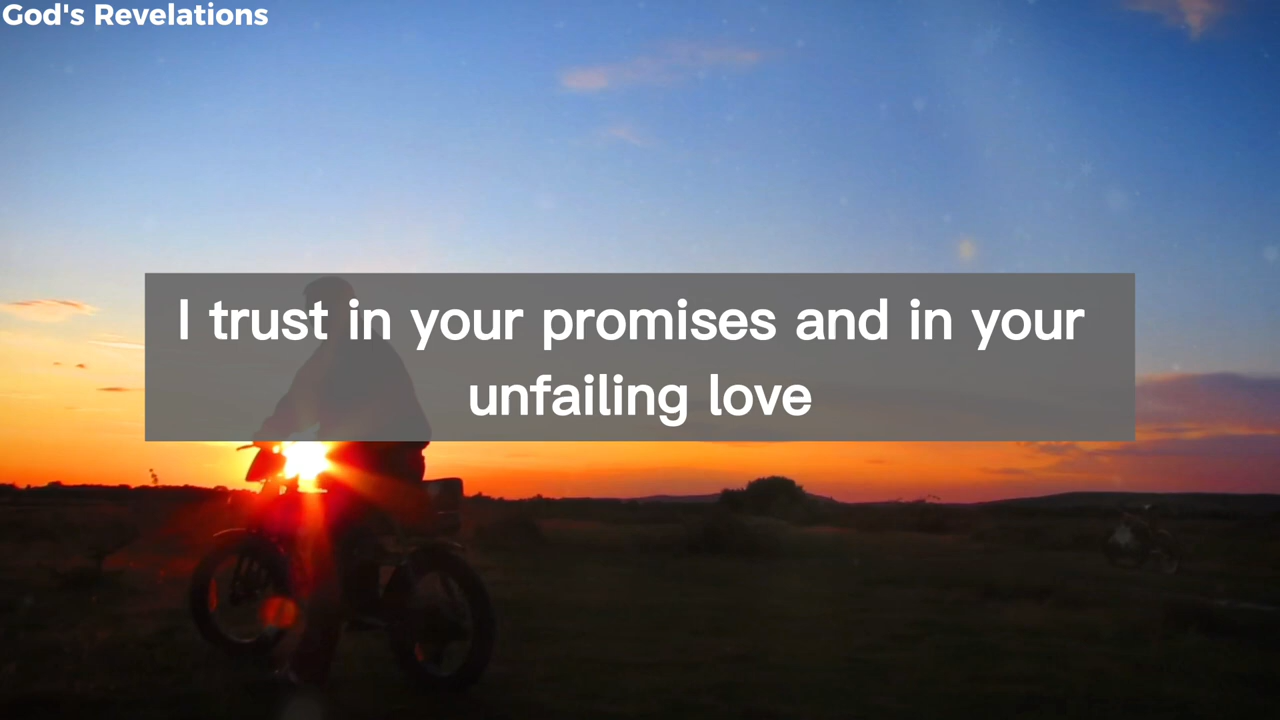 God's Revelations
I trust in your promises and in your
unfailing love